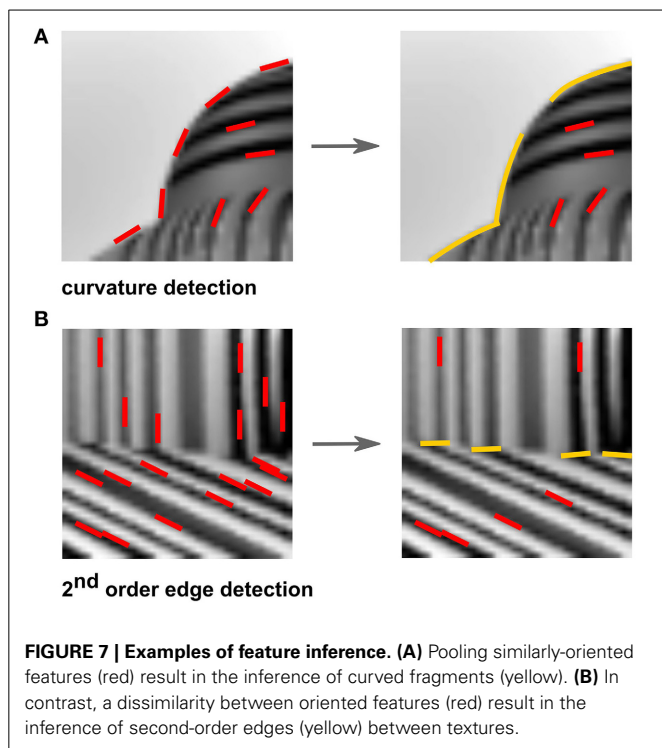 A
curvature detection
B
2nd order edge detection
FIGURE 7 | Examples of feature inference. (A) Pooling similarly-oriented
features (red) result in the inference of curved fragments (yellow). (B) In
contrast, a dissimilarity between oriented features (red) result in the
inference of second-order edges (yellow) between textures.